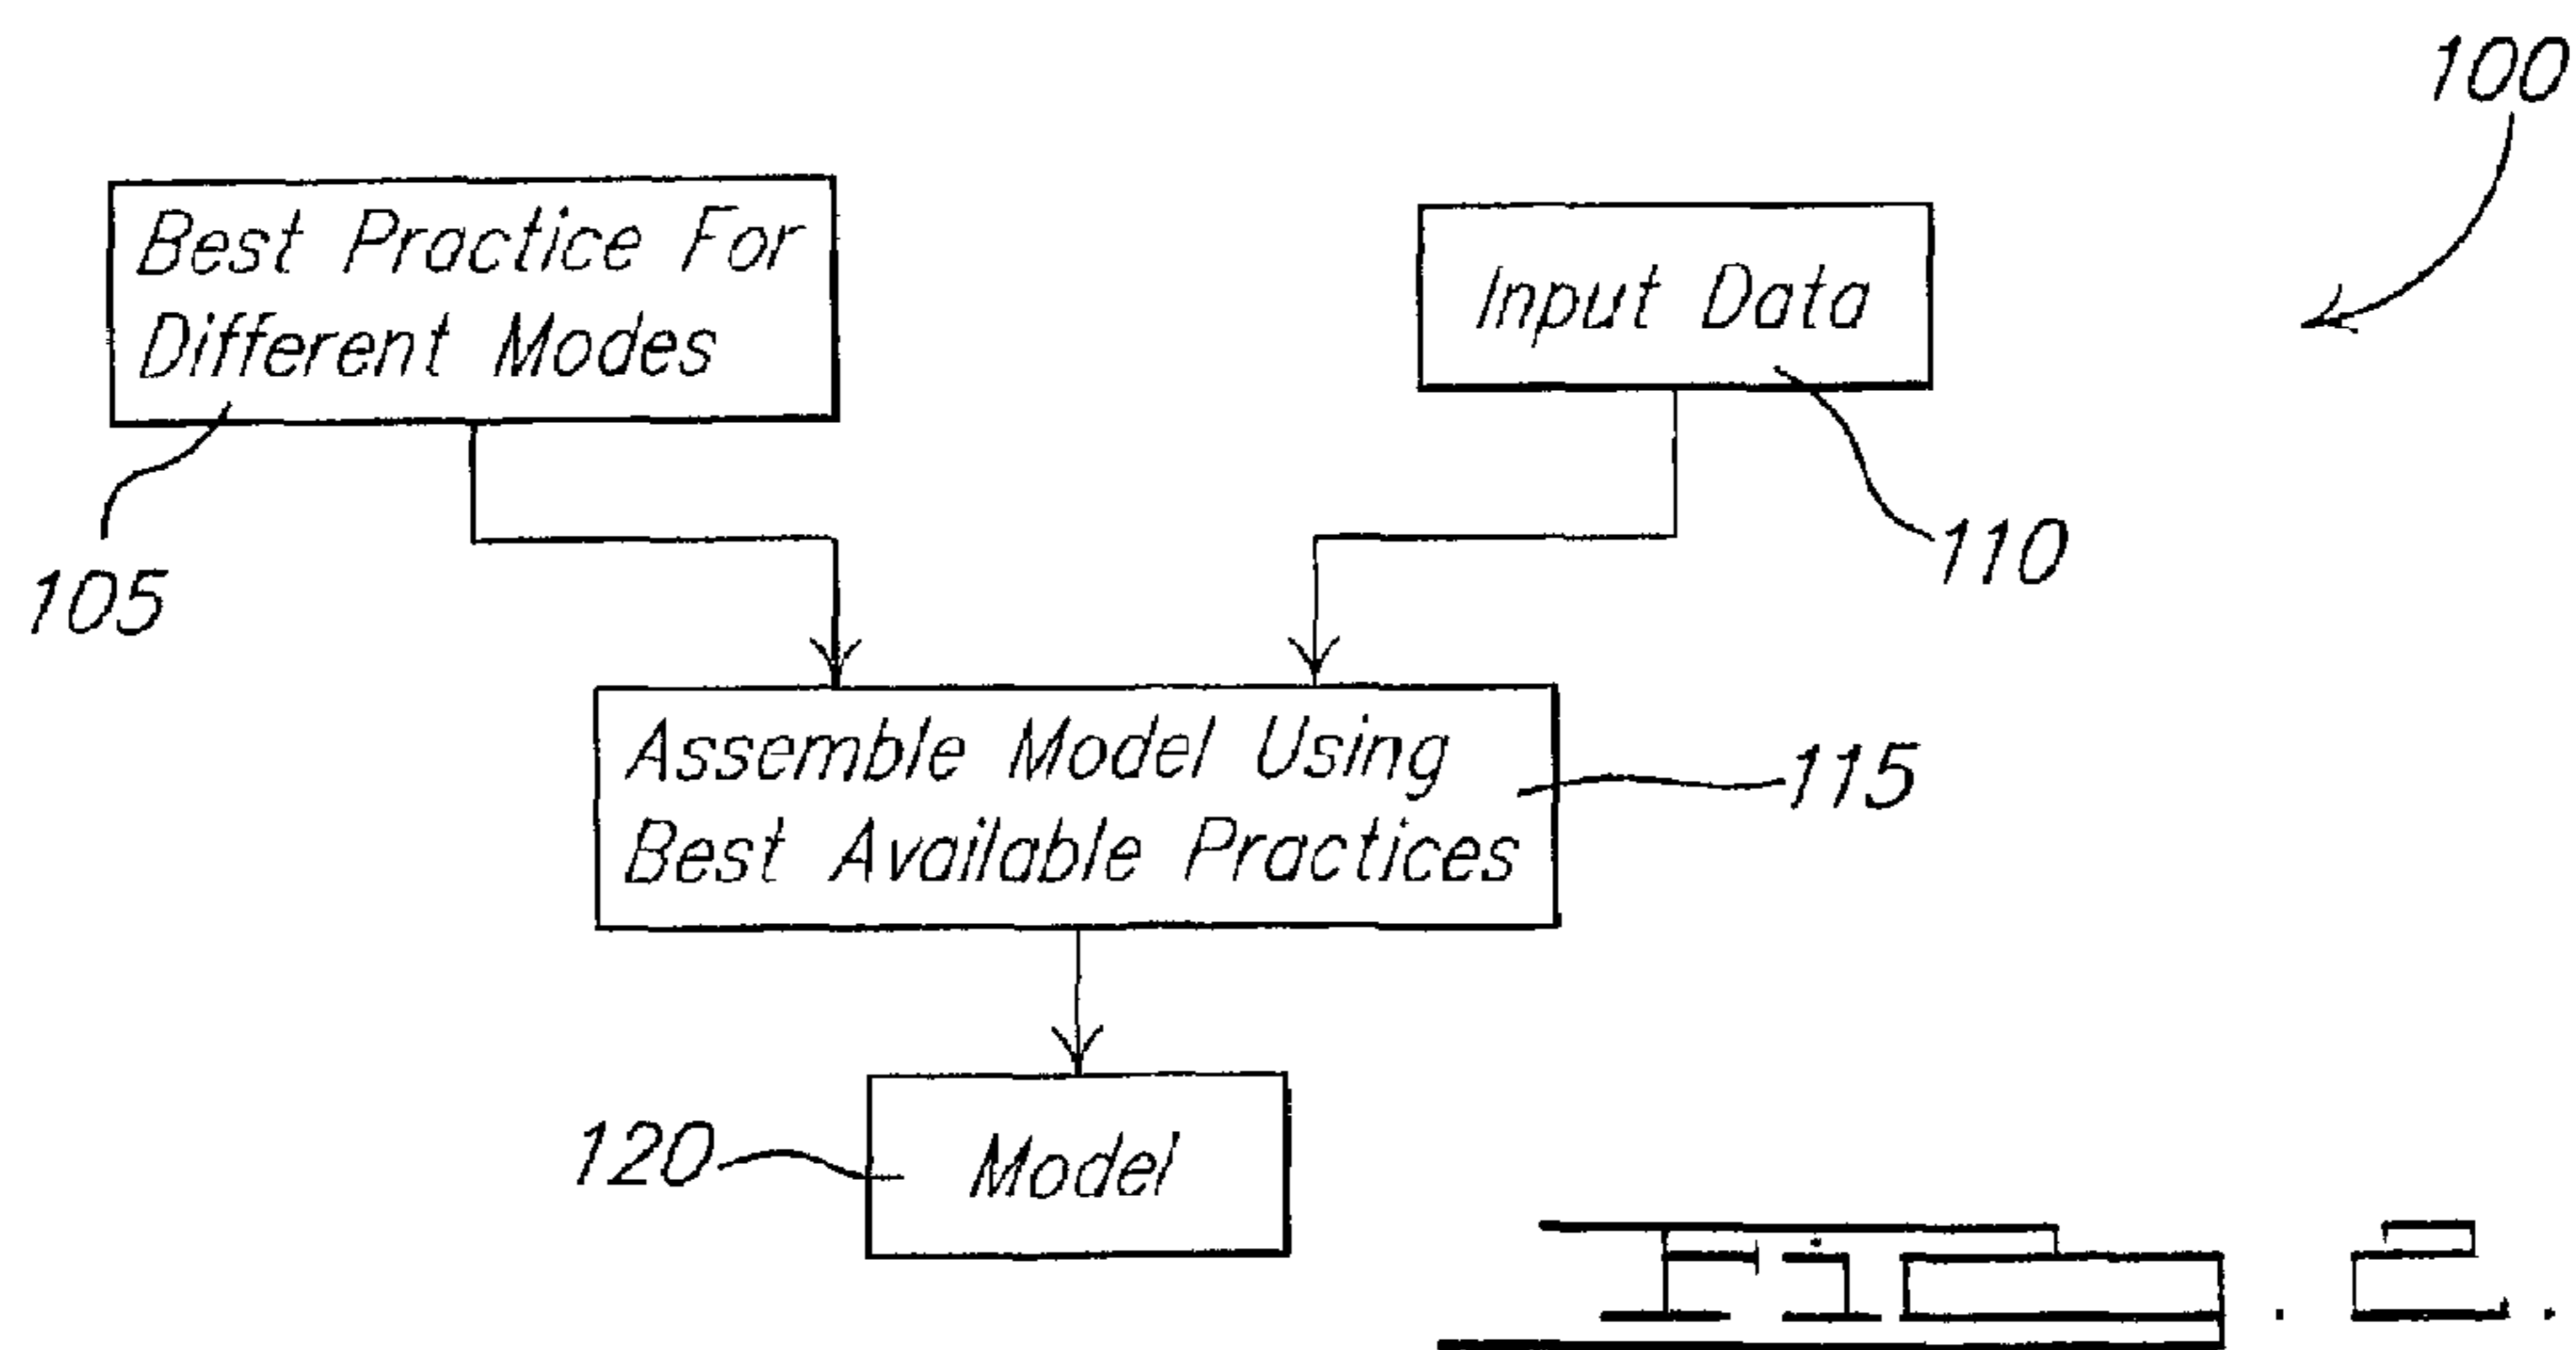 100
Best Practice For
Different Modes
Input Data
105
110
Assemble Model Using
Best Available Practices
115
120
Model
Fig. 2.